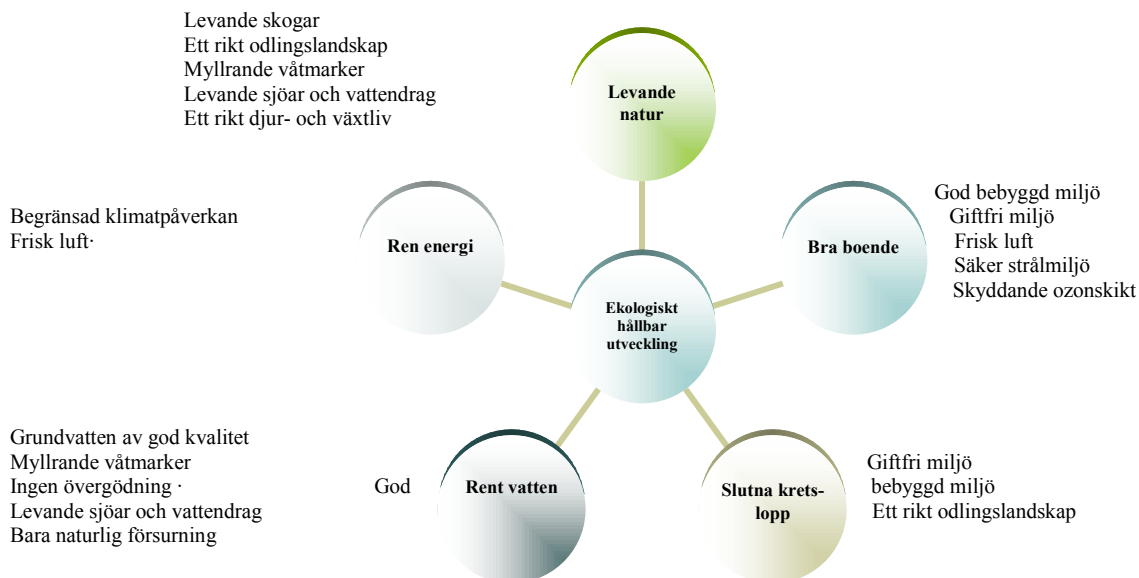 Levande skogar
Ett rikt odlingslandskap
Myllrande våtmarker
Levande sjöar och vattendrag
Ett rikt djur- och växtliv
Levande
natur
Begränsad klimatpåverkan
Frisk luft·
Ren energi
Bra boende
God bebyggd miljö
Giftfri miljö
Frisk luft
Säker strålmiljö
Skyddande ozonskikt
Ekologiskt
hållbar
utveckling
Grundvatten av god kvalitet
Myllrande våtmarker
Ingen övergödning ·
Levande sjöar och vattendrag
Bara naturlig försurning
God
Rent vatten
Slutna krets-
lopp
Giftfri miljö
bebyggd miljö
Ett rikt odlingslandskap